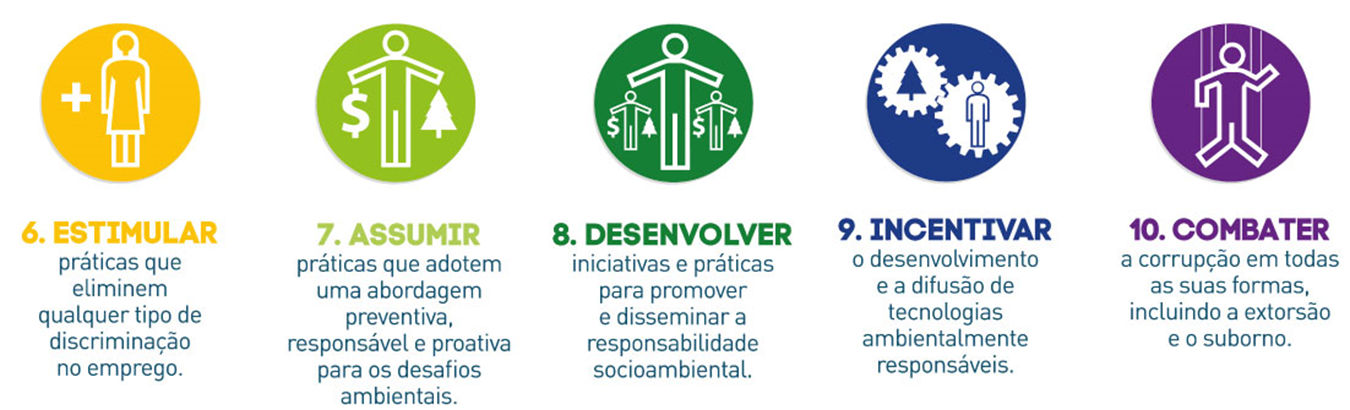 6. ESTIMULAR
práticas que
eliminem
qualquer tipo de
discriminação
no emprego.
7. ASSUMIR
práticas que adotem
uma abordagem
preventiva,
responsável e proativa
para os desafios
ambientais.
8. DESENVOLVER
iniciativas e práticas
para promover
e disseminar a
responsabilidade
socioambiental.
9. INCENTIVAR
o desenvolvimento
e a difusão de
tecnologias
ambientalmente
responsáveis.
10. COMBATER
a corrupção em todas
as suas formas,
incluindo a extorsão
e o suborno.